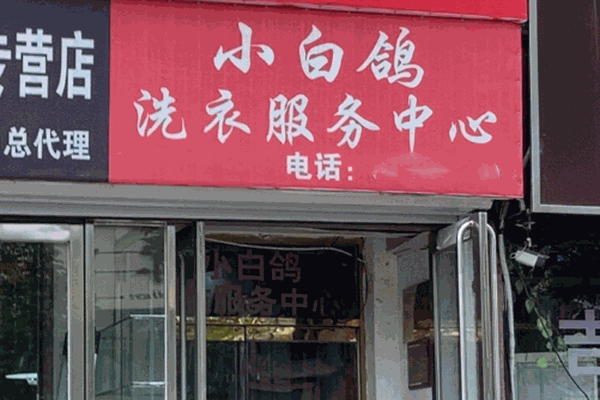 专营店
总代理
小白鸽
洗衣服务中心
电话：
小白鸽
服务中心